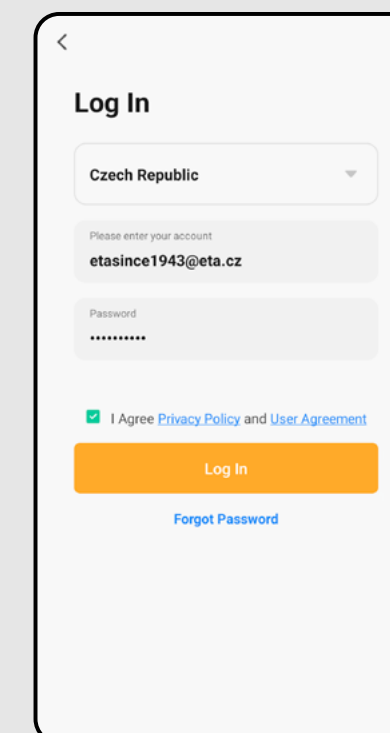 Log In
Czech Republic
Please enter your account
etasince1943@eta.cz
Password
••••••••••
I Agree Privacy Policy and User Agreement
Log In
Forgot Password